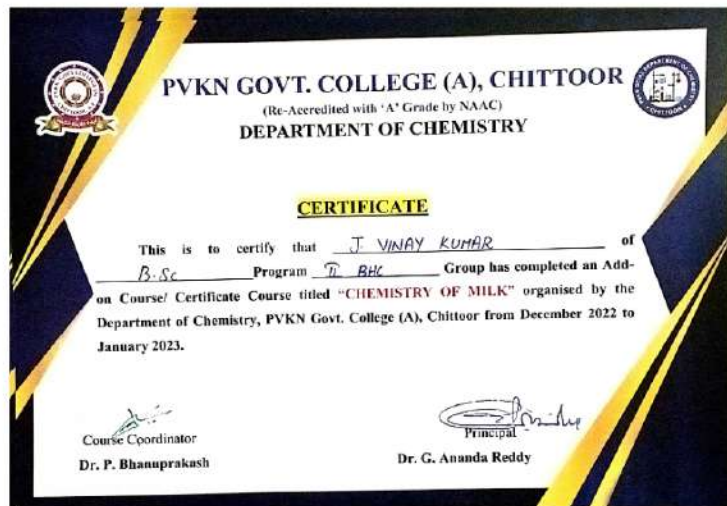 PVKN GOVT. COLLEGE (A), CHITTOOR
(Re-Accredited with ‘A’ Grade by NAAC)
DEPARTMENT OF CHEMISTRY
CERTIFICATE
This is to certify that J. VINAY KUMAR of
B.Sc Program II BHC Group has completed an Add-
on Course/ Certificate Course titled “CHEMISTRY OF MILK” organised by the
Department of Chemistry, PVKN Govt. College (A), Chittoor from December 2022 to
January 2023.
Course Coordinator
Dr. P. Bhanuprakash
Principal
Dr. G. Ananda Reddy